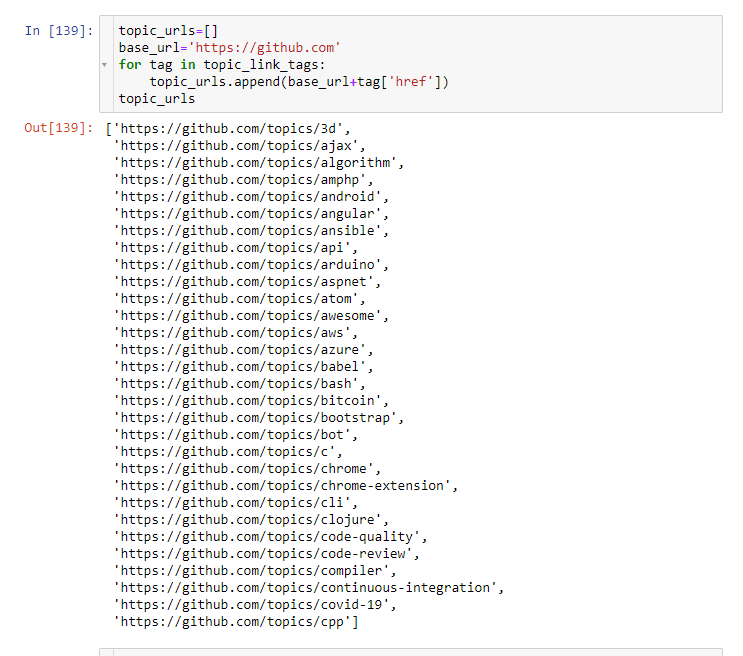 In [139]: topic_urls=[]
base_url='https://github.com'
for tag in topic_link_tags:
    topic_urls.append(base_url+tag['href'])
topic_urls
Out[139]: ['https://github.com/topics/3d',
'https://github.com/topics/ajax',
'https://github.com/topics/algorithm',
'https://github.com/topics/amphp',
'https://github.com/topics/android',
'https://github.com/topics/angular',
'https://github.com/topics/ansible',
'https://github.com/topics/api',
'https://github.com/topics/arduino',
'https://github.com/topics/aspnet',
'https://github.com/topics/atom',
'https://github.com/topics/awesome',
'https://github.com/topics/aws',
'https://github.com/topics/azure',
'https://github.com/topics/babel',
'https://github.com/topics/bash',
'https://github.com/topics/bitcoin',
'https://github.com/topics/bootstrap',
'https://github.com/topics/bot',
'https://github.com/topics/c',
'https://github.com/topics/chrome',
'https://github.com/topics/chrome-extension',
'https://github.com/topics/cli',
'https://github.com/topics/clojure',
'https://github.com/topics/code-quality',
'https://github.com/topics/code-review',
'https://github.com/topics/compiler',
'https://github.com/topics/continuous-integration',
'https://github.com/topics/covid-19',
'https://github.com/topics/cpp']